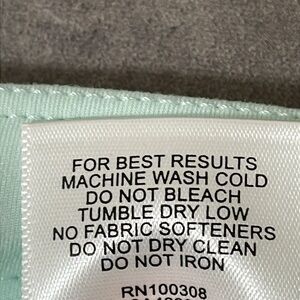 FOR BEST RESULTS
MACHINE WASH COLD
DO NOT BLEACH
TUMBLE DRY LOW
NO FABRIC SOFTENERS
DO NOT DRY CLEAN
DO NOT IRON
RN100308